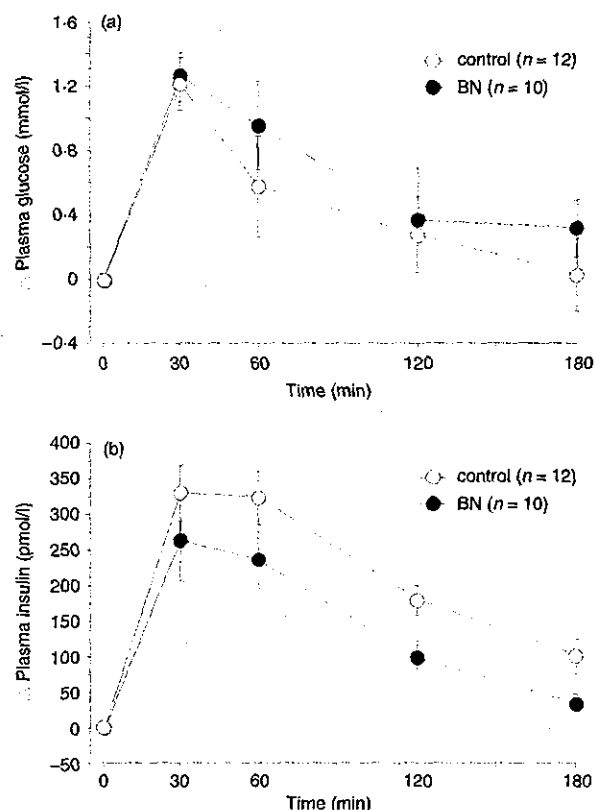 (a)
1·6
1·2
0·8
0·4
0
−0·4
△ Plasma glucose (mmol/l)
control (n = 12)
BN (n = 10)
0 30 60 120 180
Time (min)
(b)
400
350
300
250
200
150
100
50
0
−50
△ Plasma insulin (pmol/l)
control (n = 12)
BN (n = 10)
0 30 60 120 180
Time (min)